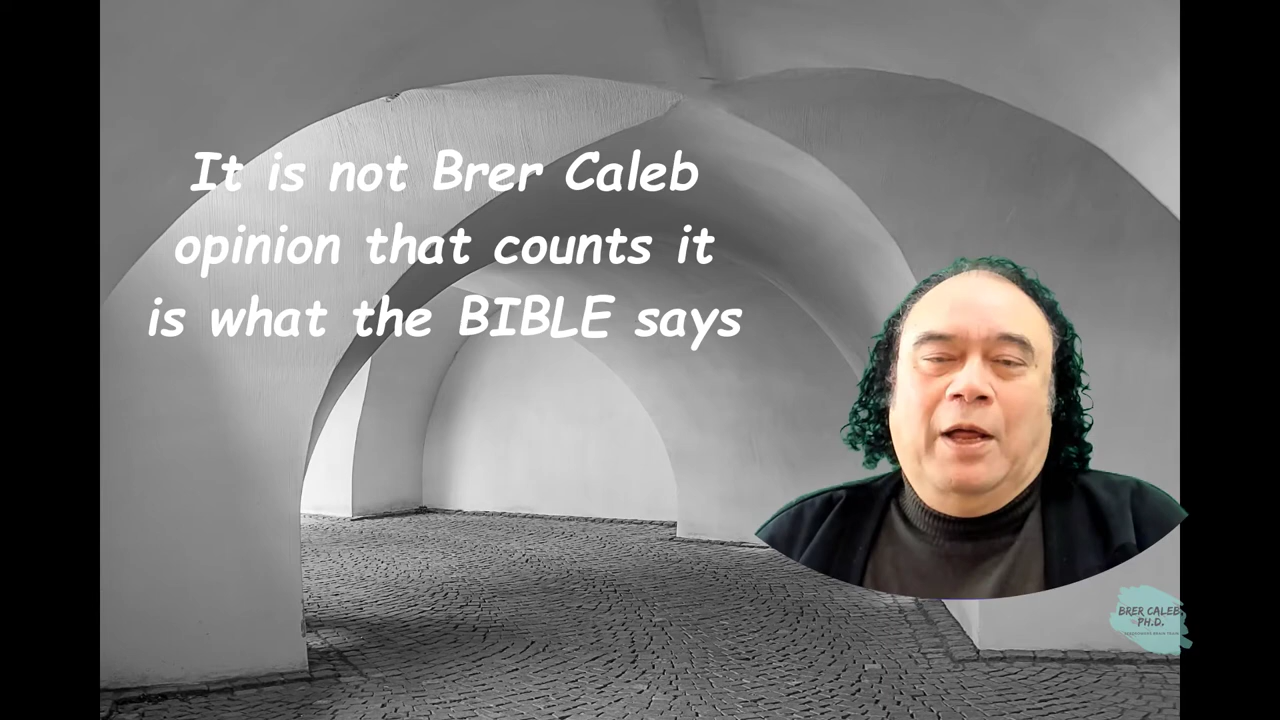 It is not Brer Caleb
opinion that counts it
is what the BIBLE says
BRER CALEB
PH.D.